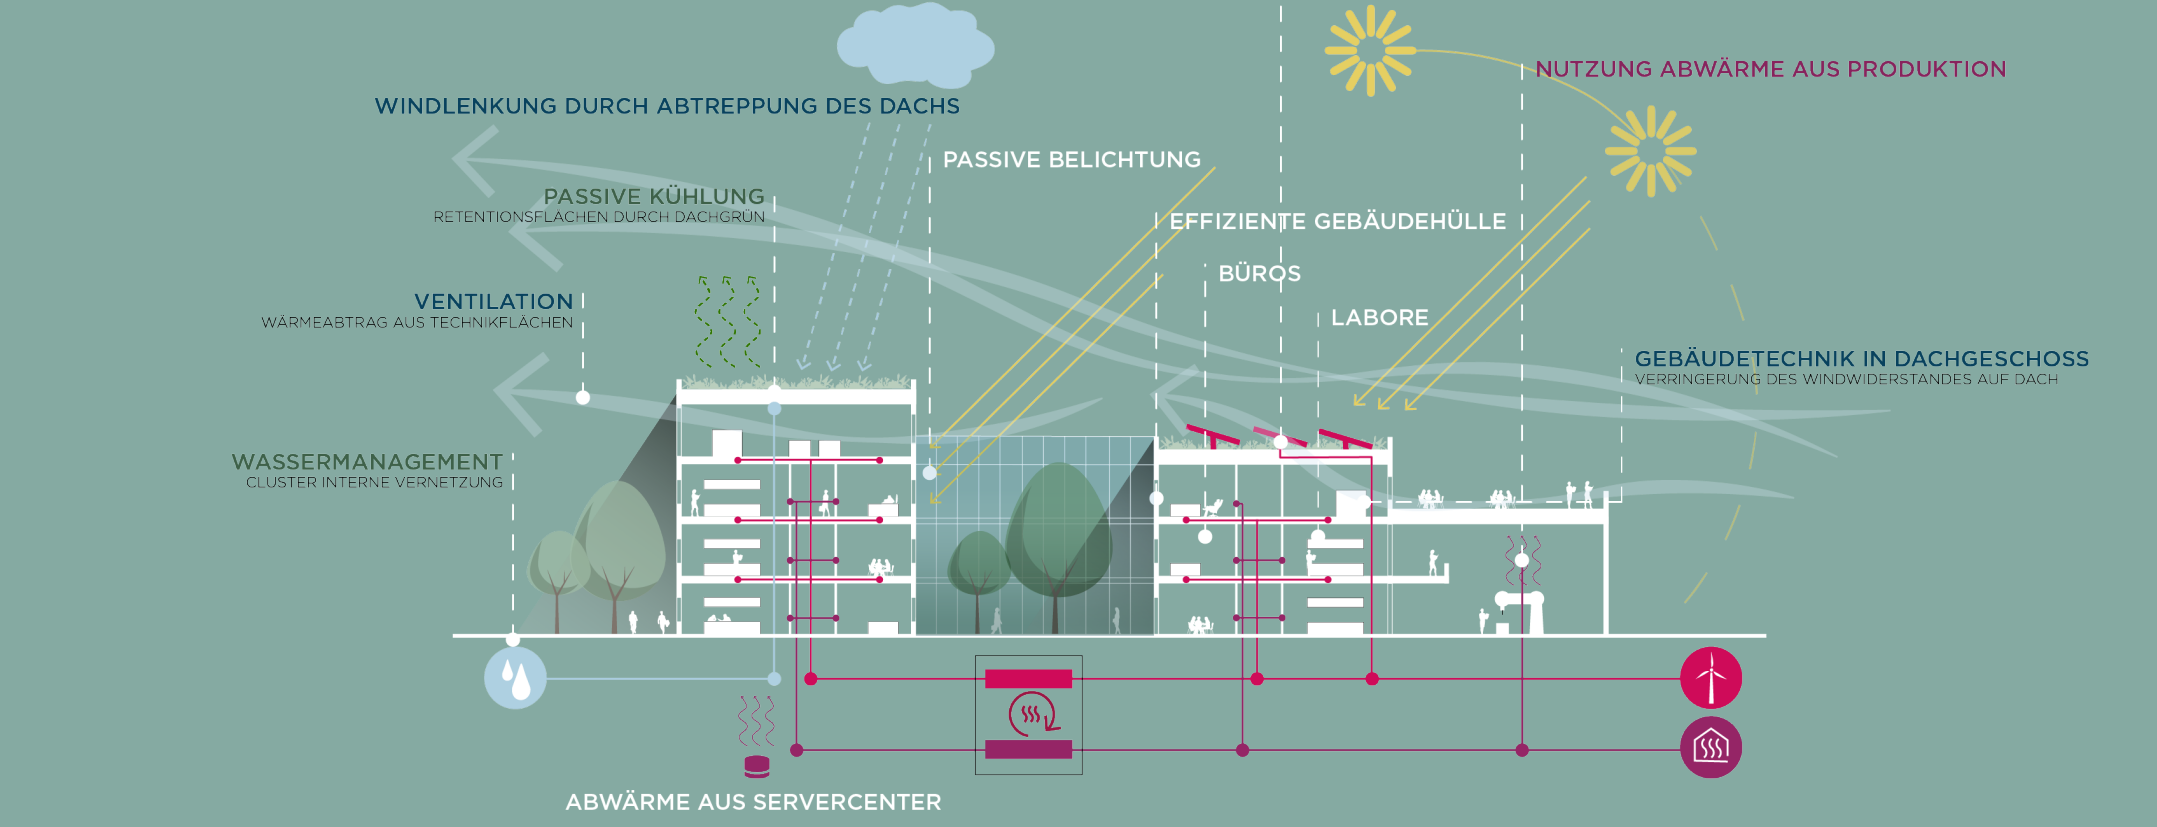 NUTZUNG ABWÄRME AUS PRODUKTION
WINDLENKUNG DURCH ABTREPPUNG DES DACHS
PASSIVE BELICHTUNG
PASSIVE KÜHLUNG
RETENTIONSFLÄCHEN DURCH DACHGRÜN
EFFIZIENTE GEBÄUDEHÜLLE
BÜROS
VENTILATION
WÄRMEABTRAG AUS TECHNIKFLÄCHEN
LABORE
GEBÄUDETECHNIK IN DACHGESCHOSS
VERRINGERUNG DES WINDWIDERSTANDES AUF DACH
WASSERMANAGEMENT
CLUSTER INTERNE VERNETZUNG
ABWÄRME AUS SERVERCENTER